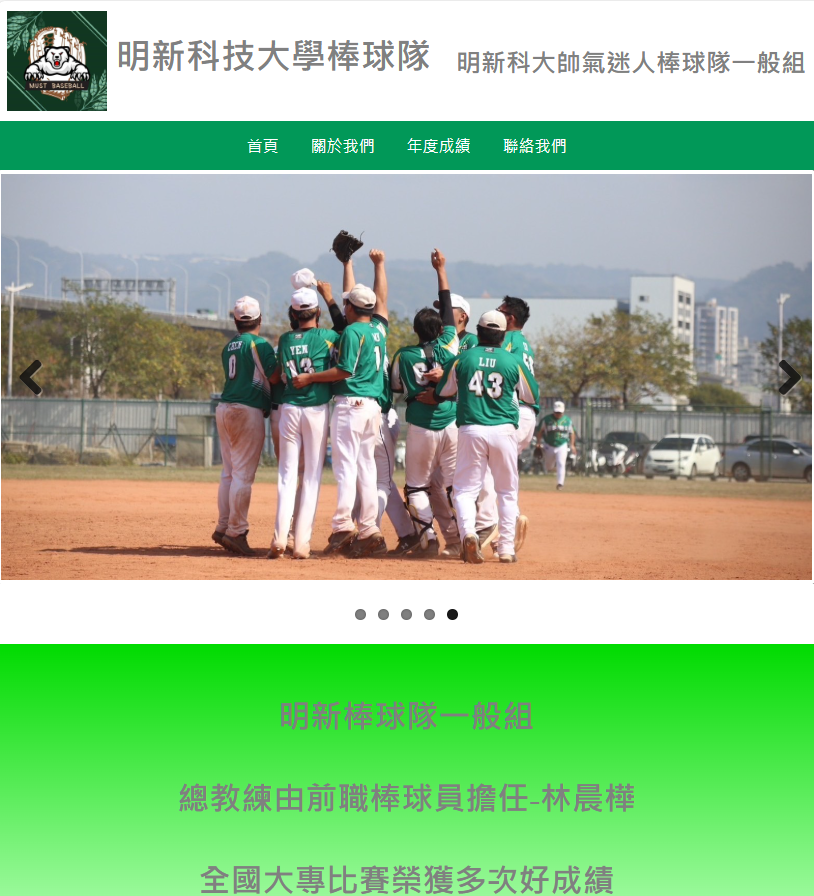 MUST BASEBALL
明新科技大學棒球隊
明新科大帥氣迷人棒球隊一般組
首頁 關於我們 年度成績 聯絡我們
0
YEN
13
1
LIU
43
明新棒球隊一般組
總教練由前職棒球員擔任-林晨樺
全國大專比賽榮獲多次好成績